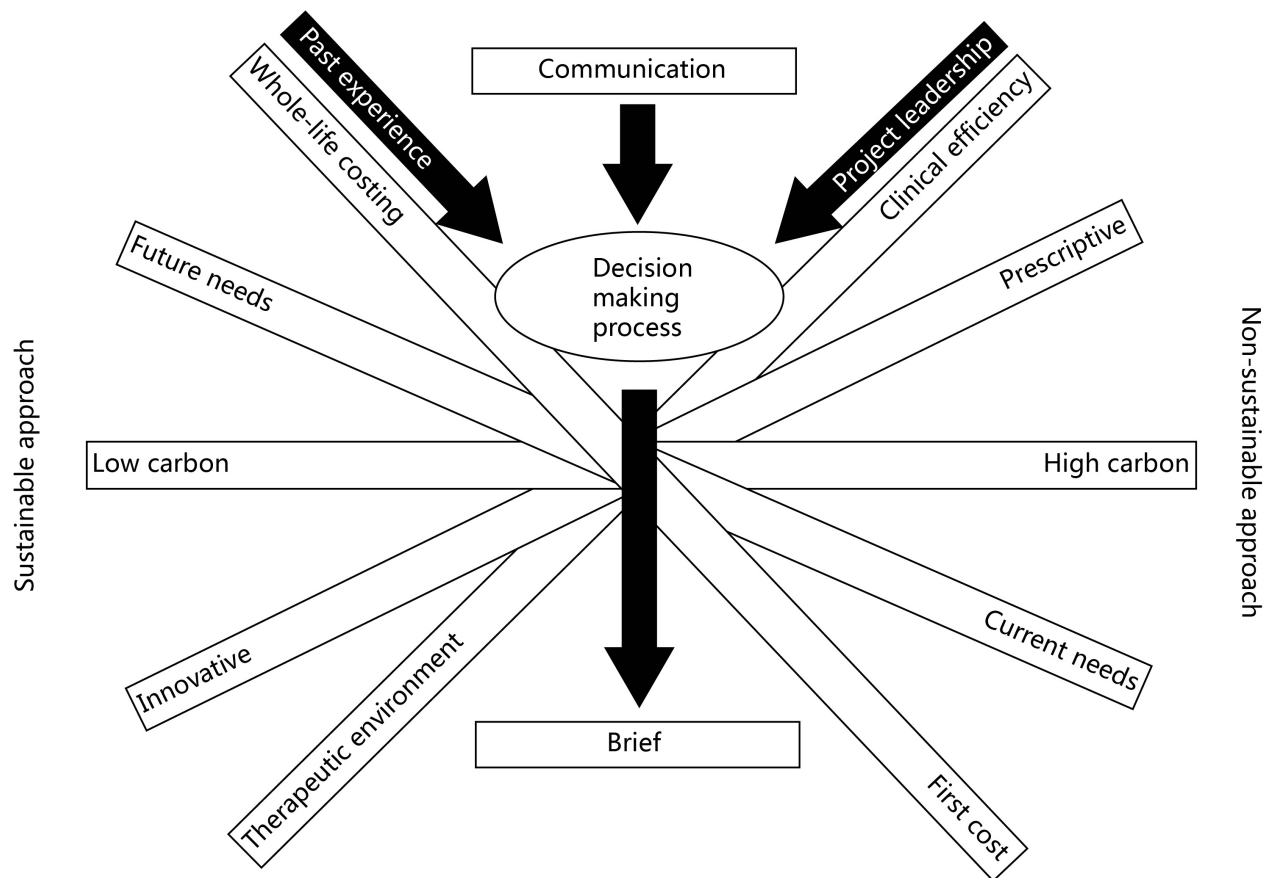 Past experience
Communication
Project leadership
Whole-life costing
Clinical efficiency
Future needs
Prescriptive
Decision
making
process
Sustainable approach
Low carbon
High carbon
Non-sustainable approach
Innovative
Current needs
Therapeutic environment
Brief
First cost